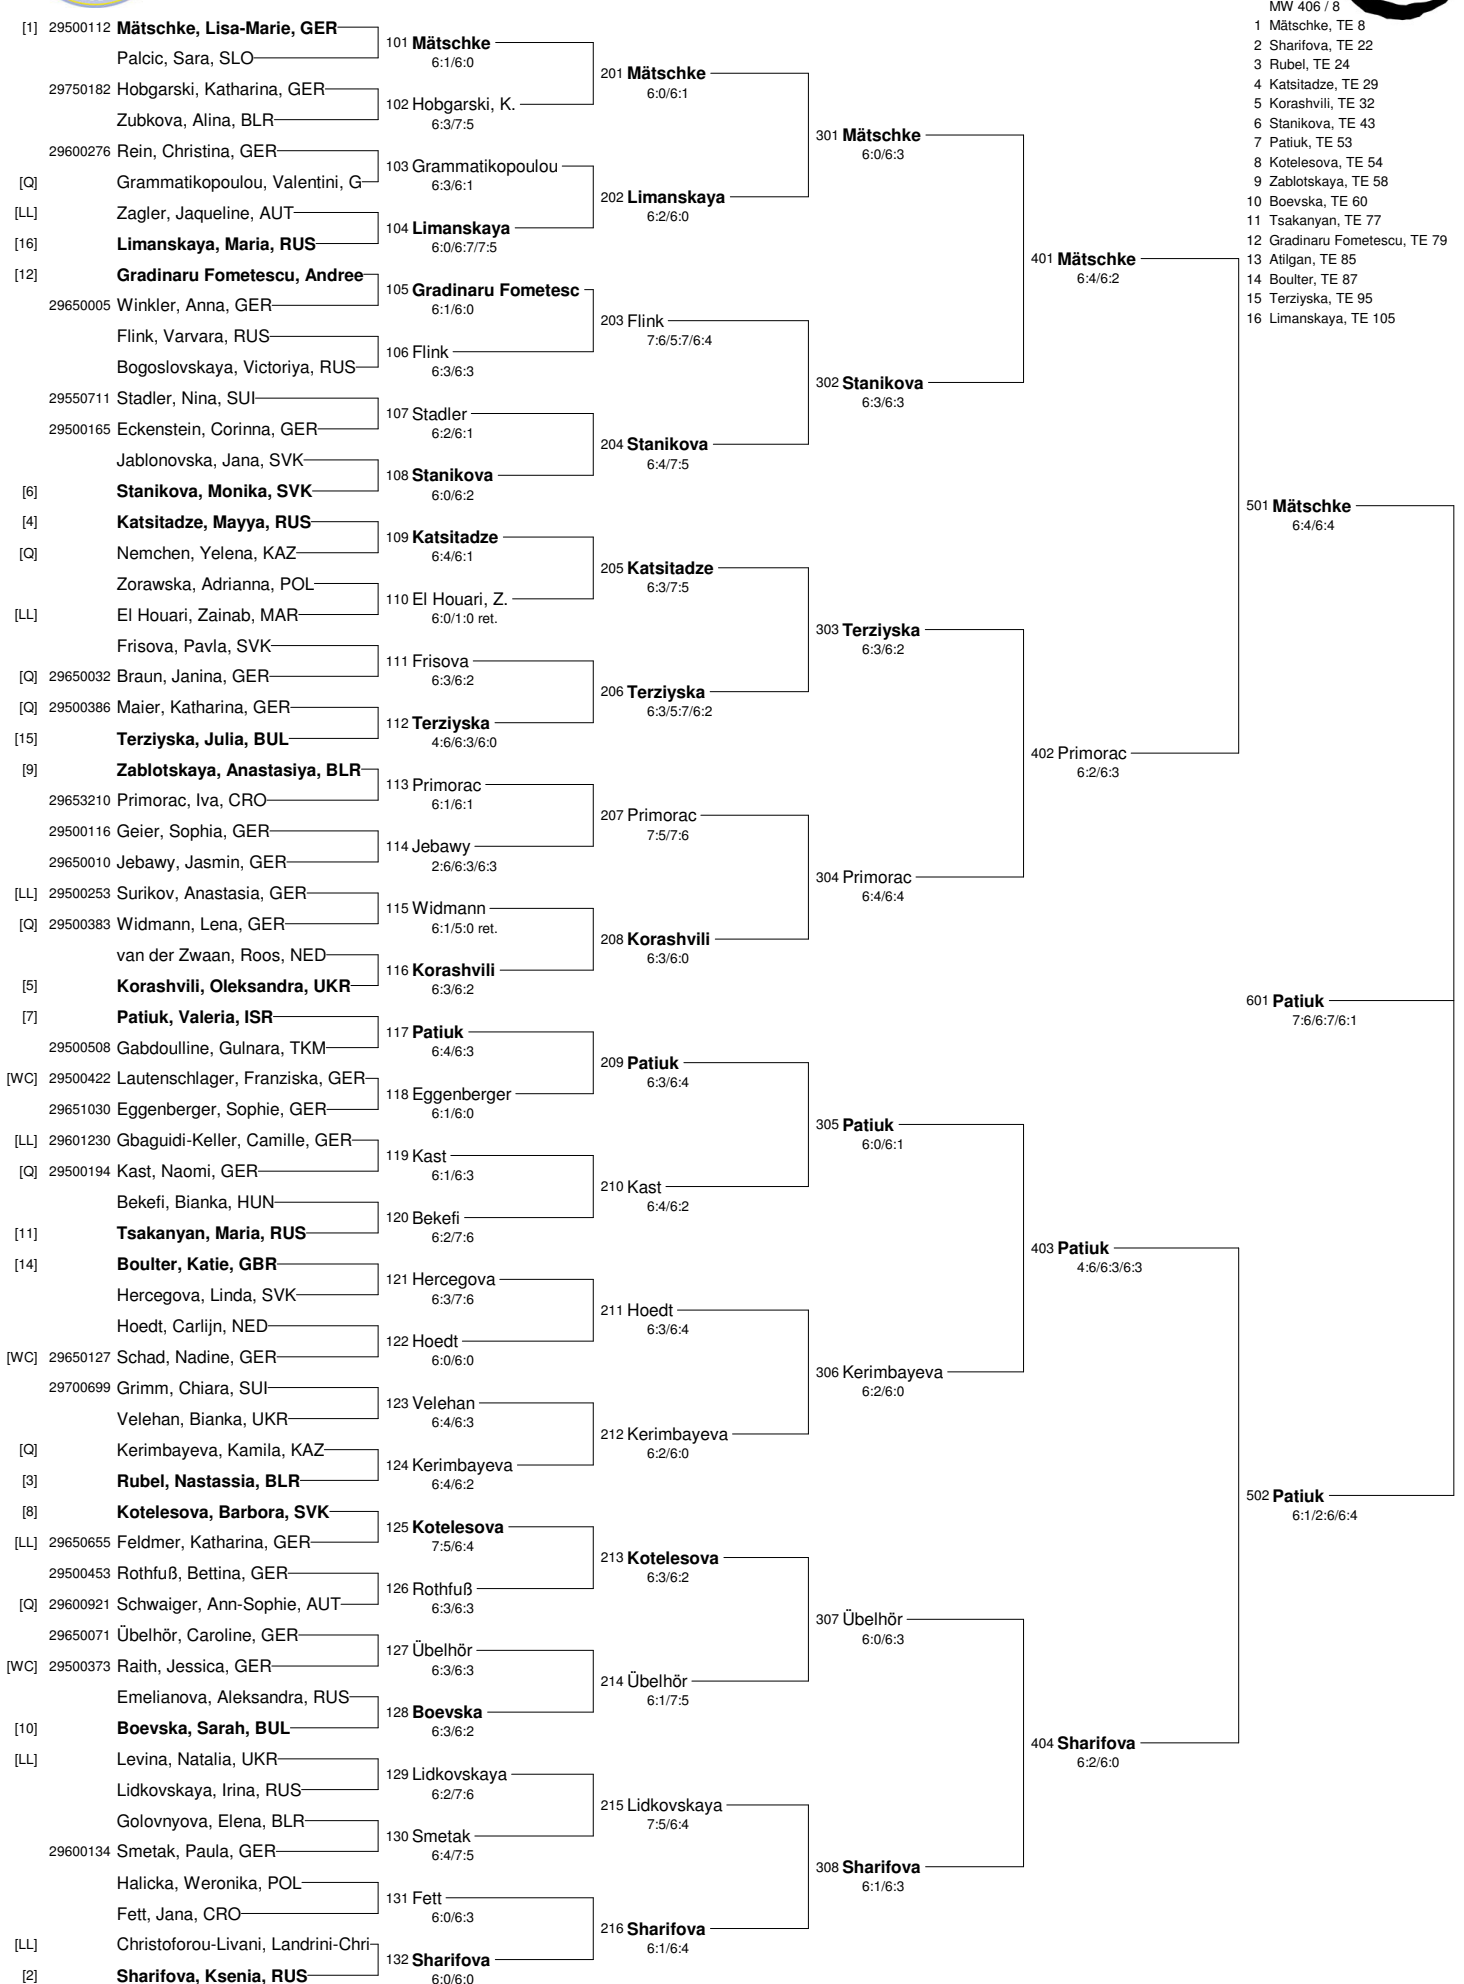 MW 406 / 8
1 Mätschke, TE 8
2 Sharifova, TE 22
3 Rubel, TE 24
4 Katsitadze, TE 29
5 Korashvili, TE 32
6 Stanikova, TE 43
7 Patiuk, TE 53
8 Kotelesova, TE 54
9 Zablotskaya, TE 58
10 Boevska, TE 60
11 Tsakanyan, TE 77
12 Gradinaru Fometescu, TE 79
13 Atilgan, TE 85
14 Boulter, TE 87
15 Terziyska, TE 95
16 Limanskaya, TE 105
[1] 29500112 Mätschke, Lisa-Marie, GER
Palcic, Sara, SLO
29750182 Hobgarski, Katharina, GER
Zubkova, Alina, BLR
29600276 Rein, Christina, GER
[Q] Grammatikopoulou, Valentini, G
[LL] Zagler, Jaqueline, AUT
[16] Limanskaya, Maria, RUS
[12] Gradinaru Fometescu, Andree
29650005 Winkler, Anna, GER
Flink, Varvara, RUS
Bogoslovskaya, Victoriya, RUS
29550711 Stadler, Nina, SUI
29500165 Eckenstein, Corinna, GER
Jablonovska, Jana, SVK
[6] Stanikova, Monika, SVK
[4] Katsitadze, Mayya, RUS
[Q] Nemchen, Yelena, KAZ
Zorawska, Adrianna, POL
[LL] El Houari, Zainab, MAR
Frisova, Pavla, SVK
[Q] 29650032 Braun, Janina, GER
[Q] 29500386 Maier, Katharina, GER
[15] Terziyska, Julia, BUL
[9] Zablotskaya, Anastasiya, BLR
29653210 Primorac, Iva, CRO
29500116 Geier, Sophia, GER
29650010 Jebawy, Jasmin, GER
[LL] 29500253 Surikov, Anastasia, GER
[Q] 29500383 Widmann, Lena, GER
van der Zwaan, Roos, NED
[5] Korashvili, Oleksandra, UKR
[7] Patiuk, Valeria, ISR
29500508 Gabdoulline, Gulnara, TKM
[WC] 29500422 Lautenschlager, Franziska, GER
29651030 Eggenberger, Sophie, GER
[LL] 29601230 Gbaguidi-Keller, Camille, GER
[Q] 29500194 Kast, Naomi, GER
Bekefi, Bianka, HUN
[11] Tsakanyan, Maria, RUS
[14] Boulter, Katie, GBR
Hercegova, Linda, SVK
Hoedt, Carlijn, NED
[WC] 29650127 Schad, Nadine, GER
29700699 Grimm, Chiara, SUI
Velehan, Bianka, UKR
[Q] Kerimbayeva, Kamila, KAZ
[3] Rubel, Nastassia, BLR
[8] Kotelesova, Barbora, SVK
[LL] 29650655 Feldmer, Katharina, GER
29500453 Rothfuß, Bettina, GER
[Q] 29600921 Schwaiger, Ann-Sophie, AUT
29650071 Übelhör, Caroline, GER
[WC] 29500373 Raith, Jessica, GER
Emelianova, Aleksandra, RUS
[10] Boevska, Sarah, BUL
[LL] Levina, Natalia, UKR
Lidkovskaya, Irina, RUS
Golovnyova, Elena, BLR
29600134 Smetak, Paula, GER
Halicka, Weronika, POL
Fett, Jana, CRO
[LL] Christoforou-Livani, Landrini-Chri
[2] Sharifova, Ksenia, RUS
101 Mätschke
6:1/6:0
102 Hobgarski, K.
6:3/7:5
103 Grammatikopoulou
6:3/6:1
104 Limanskaya
6:0/6:7/7:5
105 Gradinaru Fometesc
6:1/6:0
106 Flink
6:3/6:3
107 Stadler
6:2/6:1
108 Stanikova
6:0/6:2
109 Katsitadze
6:4/6:1
110 El Houari, Z.
6:0/1:0 ret.
111 Frisova
6:3/6:2
112 Terziyska
4:6/6:3/6:0
113 Primorac
6:1/6:1
114 Jebawy
2:6/6:3/6:3
115 Widmann
6:1/5:0 ret.
116 Korashvili
6:3/6:2
117 Patiuk
6:4/6:3
118 Eggenberger
6:1/6:0
119 Kast
6:1/6:3
120 Bekefi
6:2/7:6
121 Hercegova
6:3/7:6
122 Hoedt
6:0/6:0
123 Velehan
6:4/6:3
124 Kerimbayeva
6:4/6:2
125 Kotelesova
7:5/6:4
126 Rothfuß
6:3/6:3
127 Übelhör
6:3/6:3
128 Boevska
6:3/6:2
129 Lidkovskaya
6:2/7:6
130 Smetak
6:4/7:5
131 Fett
6:0/6:3
132 Sharifova
6:0/6:0
201 Mätschke
6:0/6:1
202 Limanskaya
6:2/6:0
203 Flink
7:6/5:7/6:4
204 Stanikova
6:4/7:5
205 Katsitadze
6:3/7:5
206 Terziyska
6:3/5:7/6:2
207 Primorac
7:5/7:6
208 Korashvili
6:3/6:0
209 Patiuk
6:3/6:4
210 Kast
6:4/6:2
211 Hoedt
6:3/6:4
212 Kerimbayeva
6:2/6:0
213 Kotelesova
6:3/6:2
214 Übelhör
6:1/7:5
215 Lidkovskaya
7:5/6:4
216 Sharifova
6:1/6:4
301 Mätschke
6:0/6:3
302 Stanikova
6:3/6:3
303 Terziyska
6:3/6:2
304 Primorac
6:4/6:4
305 Patiuk
6:0/6:1
306 Kerimbayeva
6:2/6:0
307 Übelhör
6:0/6:3
308 Sharifova
6:1/6:3
401 Mätschke
6:4/6:2
402 Primorac
6:2/6:3
403 Patiuk
4:6/6:3/6:3
404 Sharifova
6:2/6:0
501 Mätschke
6:4/6:4
502 Patiuk
6:1/2:6/6:4
601 Patiuk
7:6/6:7/6:1